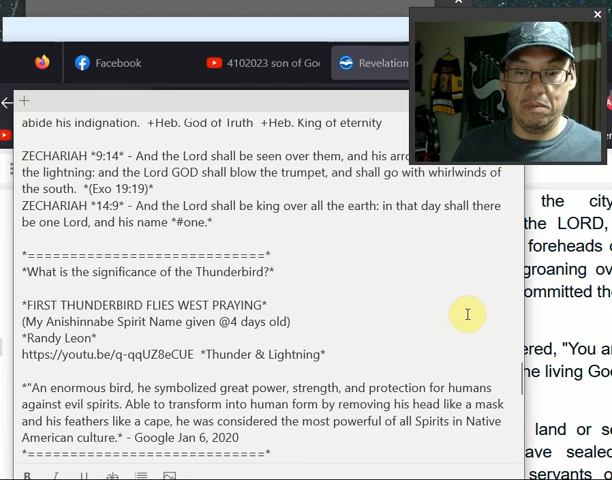 Facebook
4102023 son of Go
Revelation
abide his indignation. +Heb. God of Truth +Heb. King of eternity
ZECHARIAH *9:14* - And the Lord shall be seen over them, and his arro
the lightning: and the Lord GOD shall blow the trumpet, and shall go with whirlwinds of
the south. *(Exo 19:19)*
ZECHARIAH *14:9* - And the Lord shall be king over all the earth: in that day shall there
be one Lord, and his name *#one.*
*===========================*
*What is the significance of the Thunderbird?*
*FIRST THUNDERBIRD FLIES WEST PRAYING*
(My Anishinnabe Spirit Name given @4 days old)
*Randy Leon*
https://youtu.be/q-qqUZ8eCUE *Thunder & Lightning*
*"An enormous bird, he symbolized great power, strength, and protection for humans
against evil spirits. Able to transform into human form by removing his head like a mask
and his feathers like a cape, he was considered the most powerful of all Spirits in Native
American culture.* - Google Jan 6, 2020
*===========================*
B I U ab
the city
the LORD,
foreheads o
groaning ov
ommitted the
ered, "You a
he living Go
land or s
ave sealed
servants o